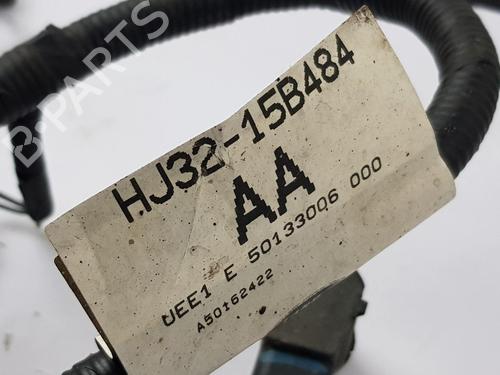 HJ32-15B484
AA
UEE1 E 50133006 000
A50162422
B-PARTS